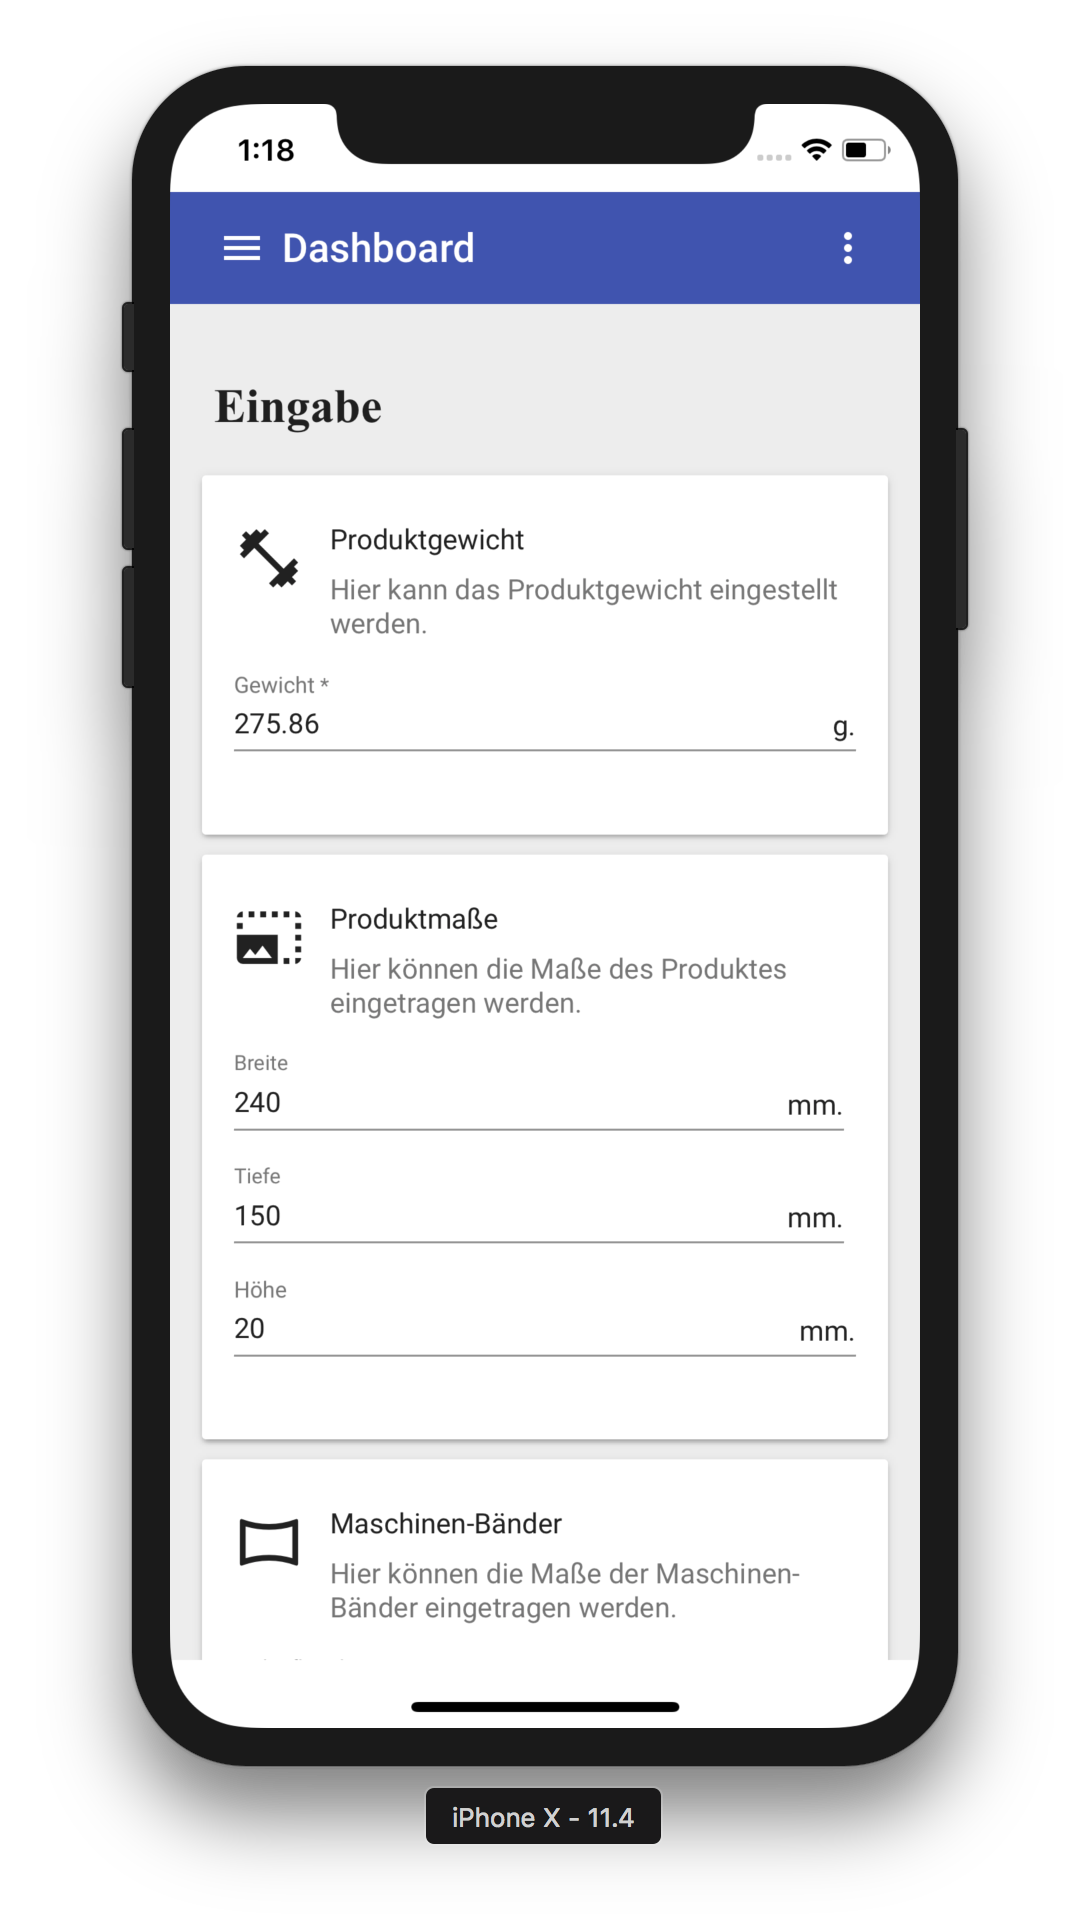 1:18
Dashboard
Eingabe
Produktgewicht
Hier kann das Produktgewicht eingestellt
werden.
Gewicht *
275.86 g.
Produktmaße
Hier können die Maße des Produktes
eingetragen werden.
Breite
240 mm.
Tiefe
150 mm.
Höhe
20 mm.
Maschinen-Bänder
Hier können die Maße der Maschinen-
Bänder eingetragen werden.
iPhone X - 11.4